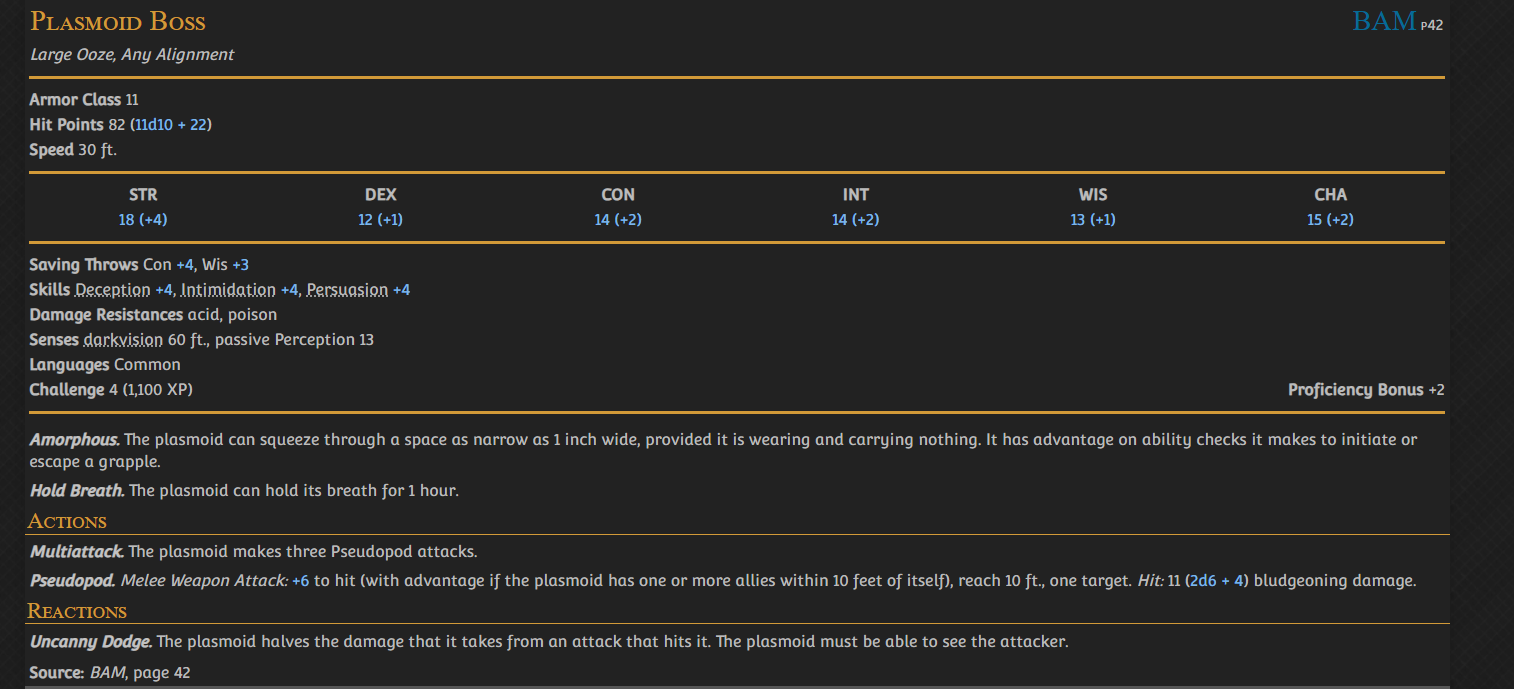 Plasmoid Boss BAM P42
Large Ooze, Any Alignment
Armor Class 11
Hit Points 82 (11d10 + 22)
Speed 30 ft.
STR DEX CON INT WIS CHA
18 (+4) 12 (+1) 14 (+2) 14 (+2) 13 (+1) 15 (+2)
Saving Throws Con +4, Wis +3
Skills Deception +4, Intimidation +4, Persuasion +4
Damage Resistances acid, poison
Senses darkvision 60 ft., passive Perception 13
Languages Common
Challenge 4 (1,100 XP) Proficiency Bonus +2
Amorphous. The plasmoid can squeeze through a space as narrow as 1 inch wide, provided it is wearing and carrying nothing. It has advantage on ability checks it makes to initiate or
escape a grapple.
Hold Breath. The plasmoid can hold its breath for 1 hour.
Actions
Multiattack. The plasmoid makes three Pseudopod attacks.
Pseudopod. Melee Weapon Attack: +6 to hit (with advantage if the plasmoid has one or more allies within 10 feet of itself), reach 10 ft., one target. Hit: 11 (2d6 + 4) bludgeoning damage.
Reactions
Uncanny Dodge. The plasmoid halves the damage that it takes from an attack that hits it. The plasmoid must be able to see the attacker.
Source: BAM, page 42